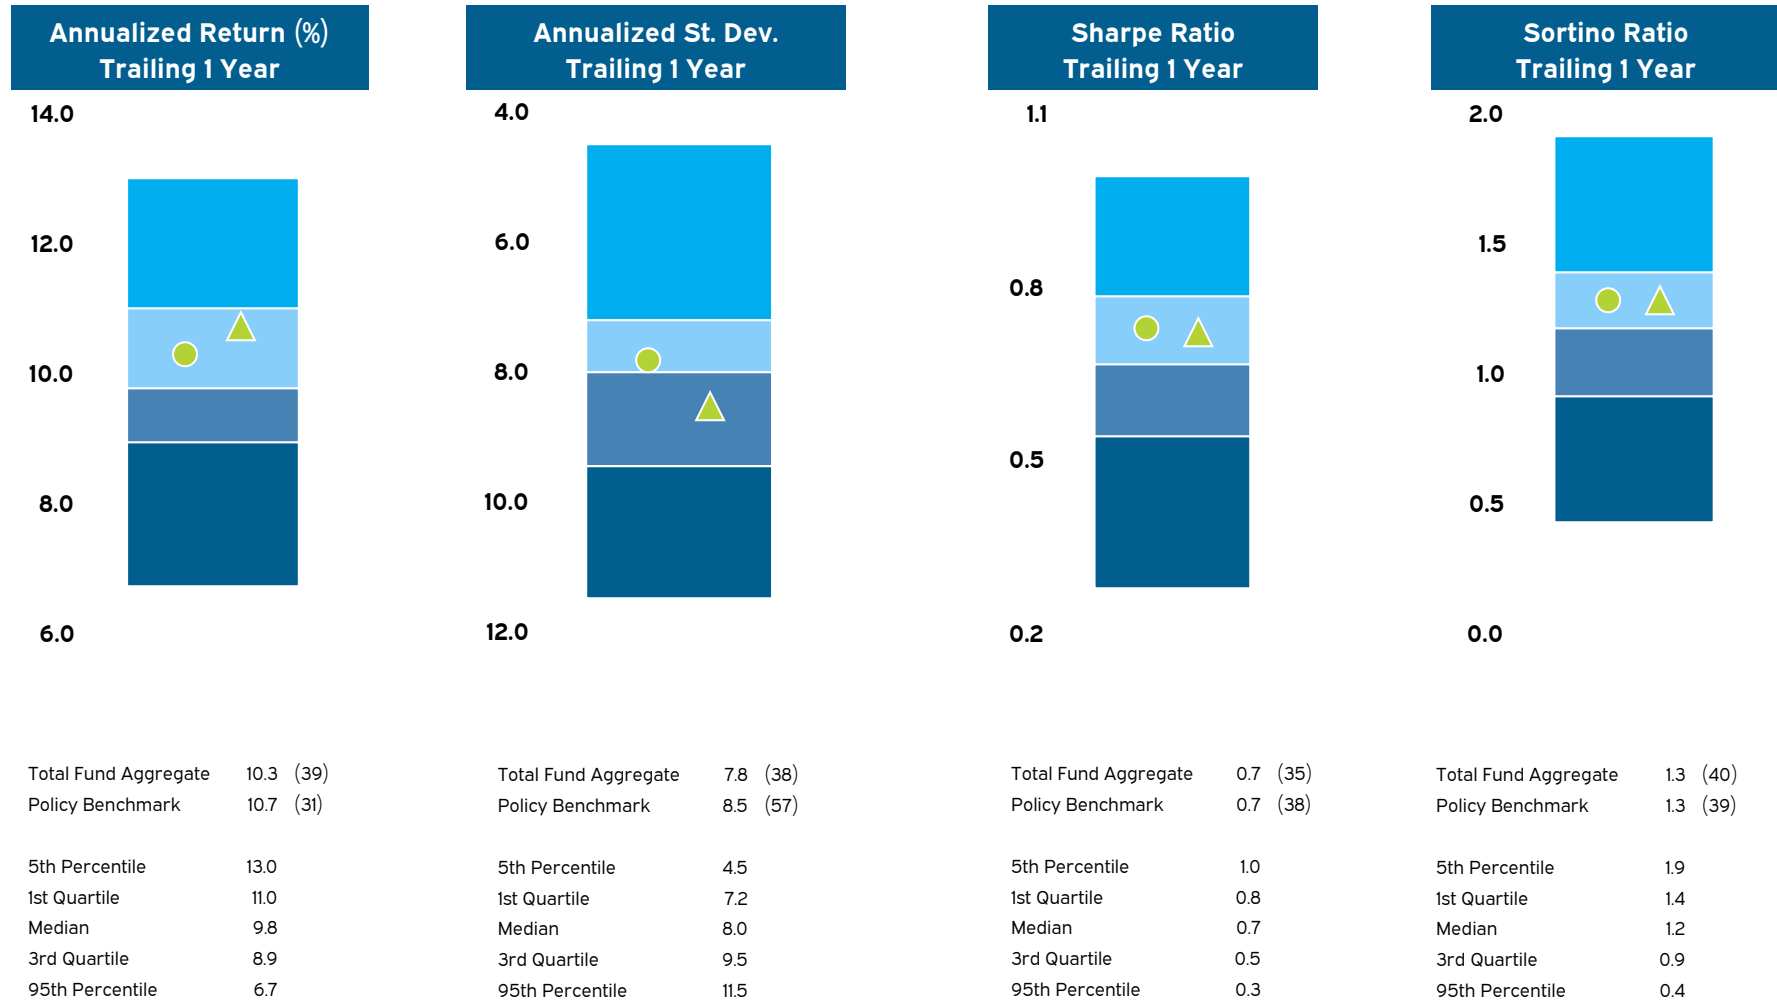 Annualized Return (%)
Trailing 1 Year
14.0
12.0
10.0
8.0
6.0
Total Fund Aggregate 10.3 (39)
Policy Benchmark 10.7 (31)
5th Percentile 13.0
1st Quartile 11.0
Median 9.8
3rd Quartile 8.9
95th Percentile 6.7
Annualized St. Dev.
Trailing 1 Year
4.0
6.0
8.0
10.0
12.0
Total Fund Aggregate 7.8 (38)
Policy Benchmark 8.5 (57)
5th Percentile 4.5
1st Quartile 7.2
Median 8.0
3rd Quartile 9.5
95th Percentile 11.5
Sharpe Ratio
Trailing 1 Year
1.1
0.8
0.5
0.2
Total Fund Aggregate 0.7 (35)
Policy Benchmark 0.7 (38)
5th Percentile 1.0
1st Quartile 0.8
Median 0.7
3rd Quartile 0.5
95th Percentile 0.3
Sortino Ratio
Trailing 1 Year
2.0
1.5
1.0
0.5
0.0
Total Fund Aggregate 1.3 (40)
Policy Benchmark 1.3 (39)
5th Percentile 1.9
1st Quartile 1.4
Median 1.2
3rd Quartile 0.9
95th Percentile 0.4